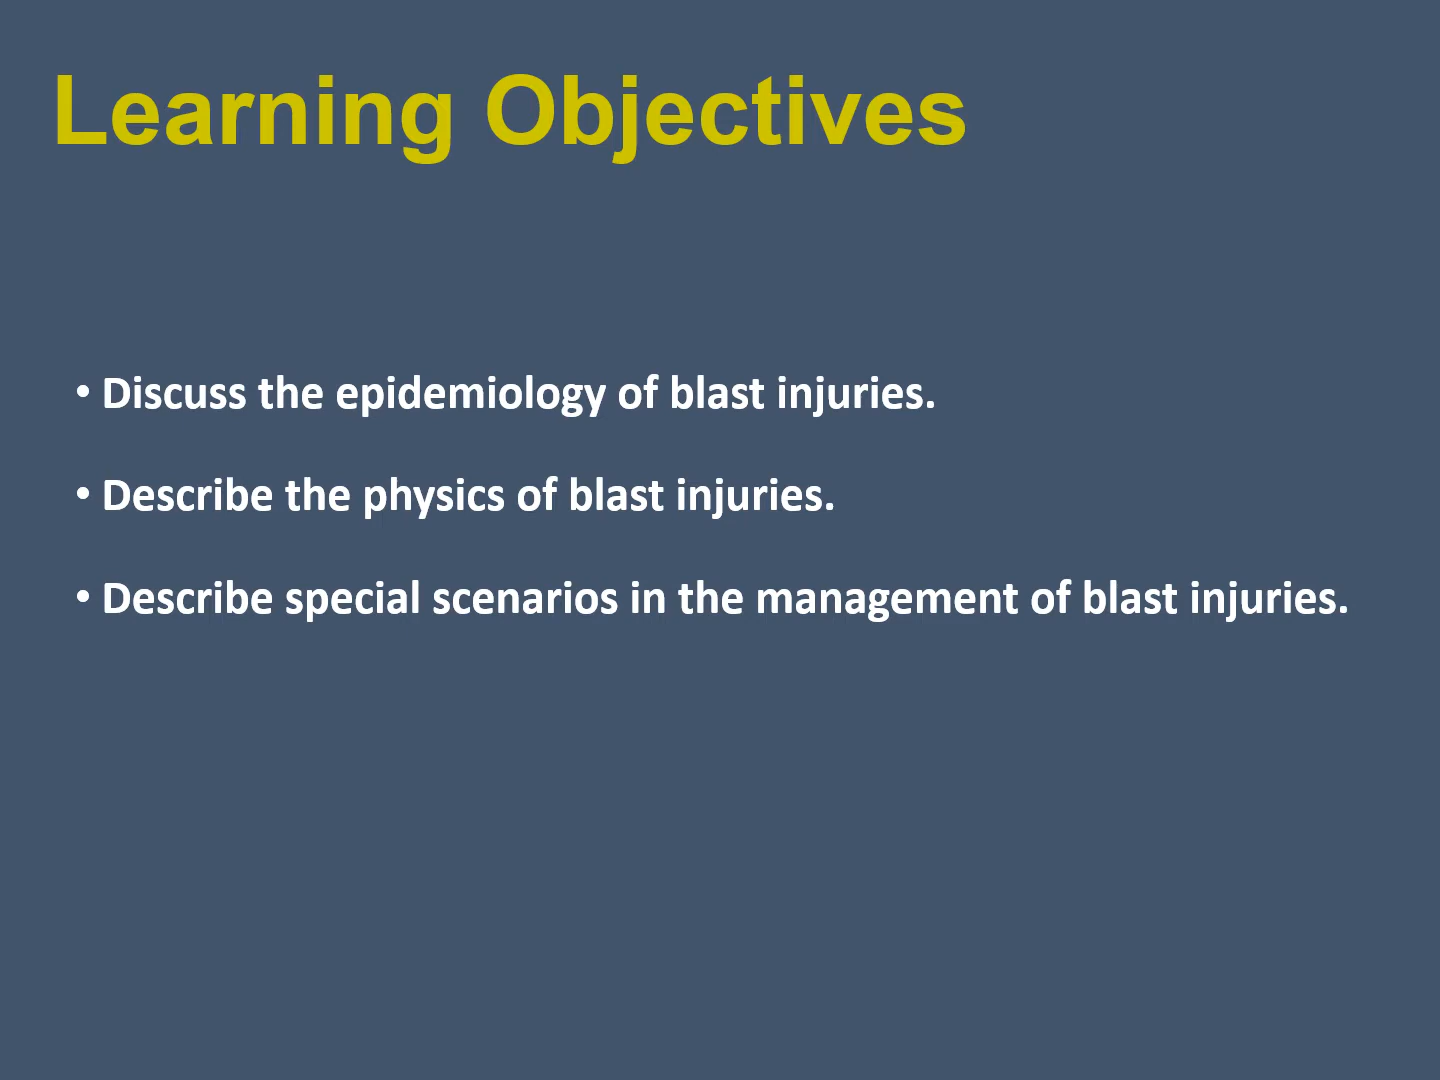 Learning Objectives
• Discuss the epidemiology of blast injuries.
• Describe the physics of blast injuries.
• Describe special scenarios in the management of blast injuries.